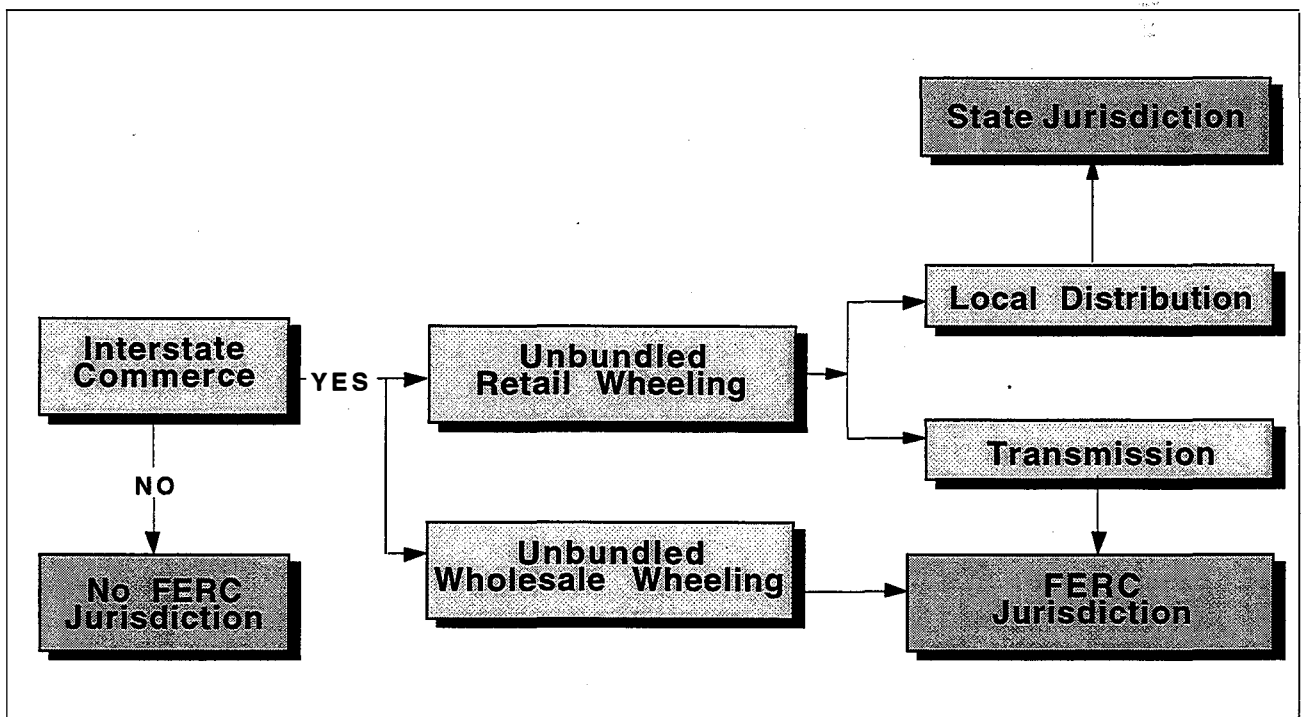 State Jurisdiction
Local Distribution
Interstate
Commerce
YES
Unbundled
Retail Wheeling
Transmission
NO
Unbundled
Wholesale Wheeling
No FERC
Jurisdiction
FERC
Jurisdiction